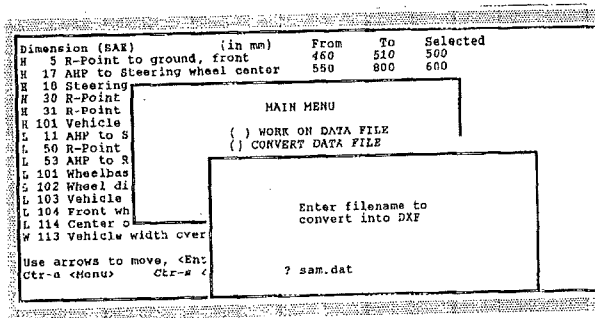 Dimension (SAE) (in mm) From To Selected
H 5 R-Point to ground, front 460 510 500
H 17 AHP to Steering wheel center 550 800 600
H 18 Steering
H 30 R-Point
H 31 R-Point
H 101 Vehicle
L 11 AHP to S
L 50 R-Point
L 53 AHP to R
L 101 Wheelbas
L 102 Wheel di
L 103 Vehicle
L 104 Front wh
L 114 Center o
W 113 Vehicle width over
Use arrows to move, <Ent
Ctr-a <Menu> Ctr-s <
MAIN MENU
( ) WORK ON DATA FILE
() CONVERT DATA FILE
Enter filename to
convert into DXF
? sam.dat